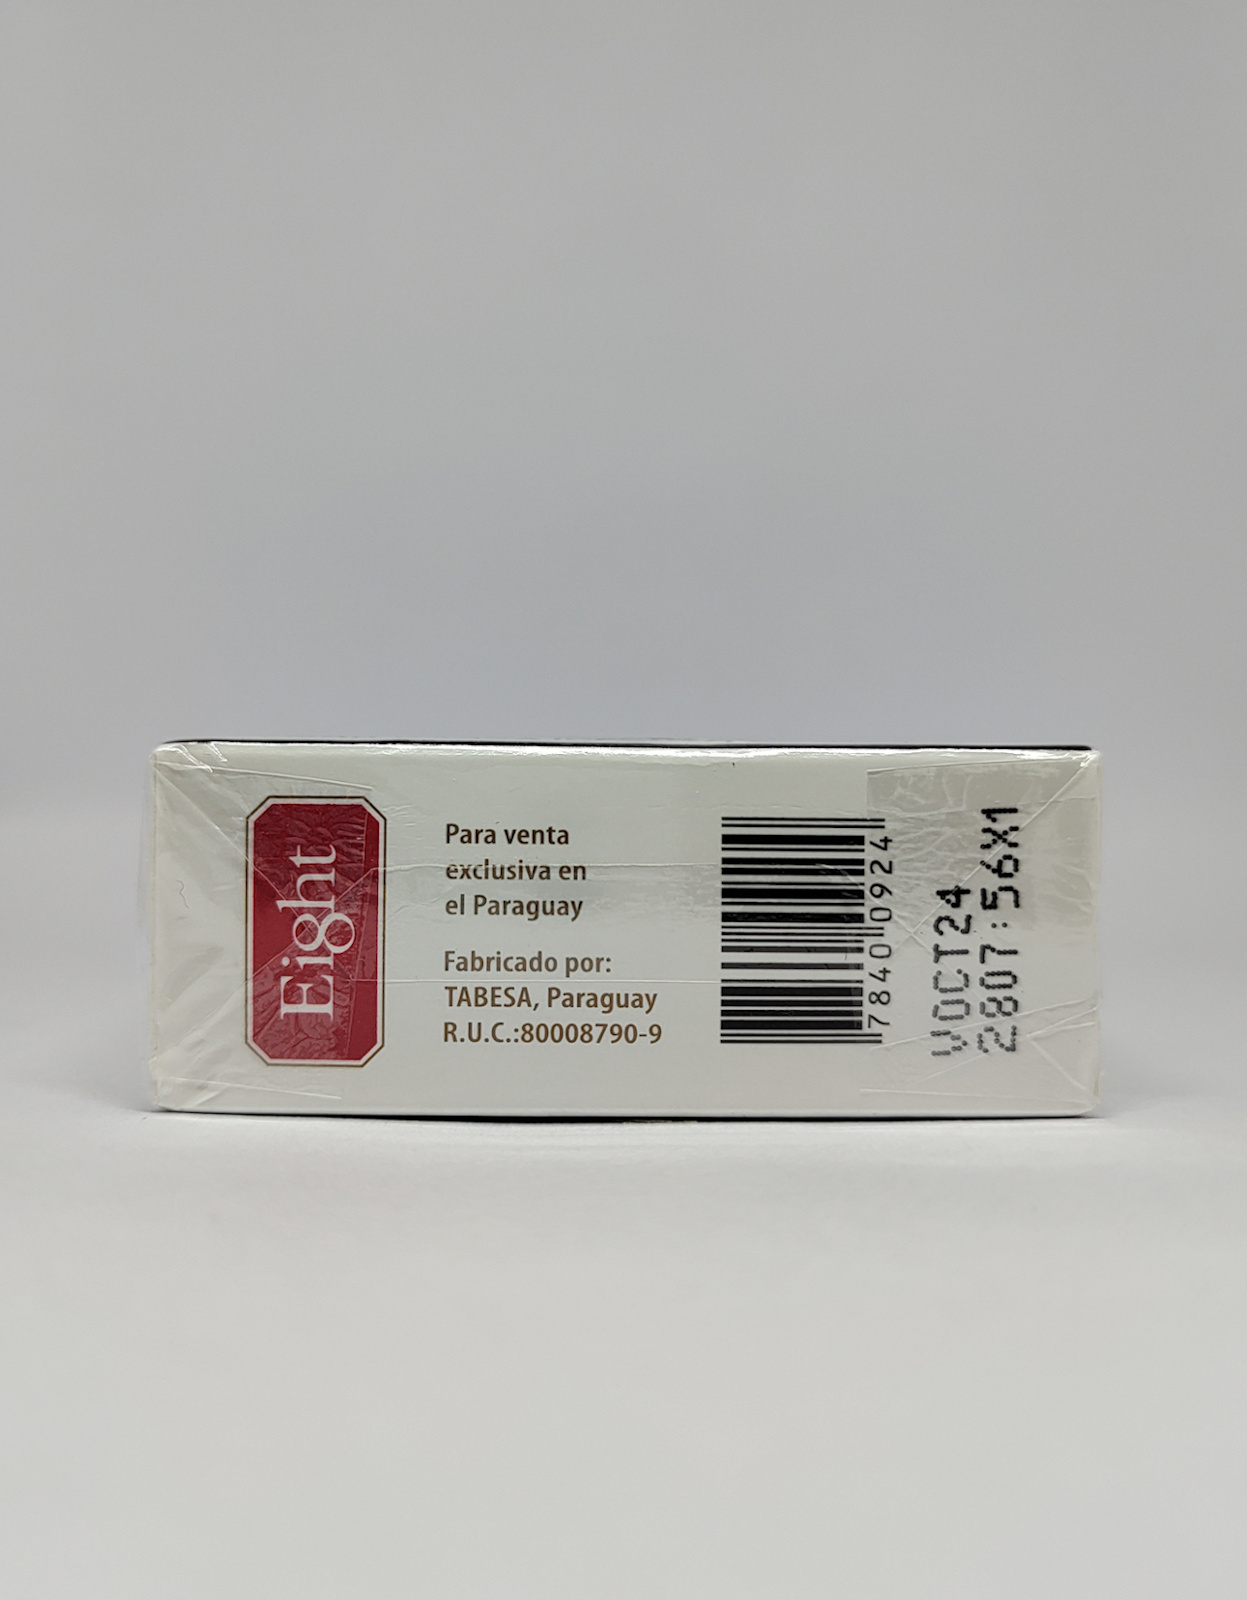 Eight
Para venta
exclusiva en
el Paraguay
Fabricado por:
TABESA, Paraguay
R.U.C.:80008790-9
7840 0924
VOCT24
2807:56X1